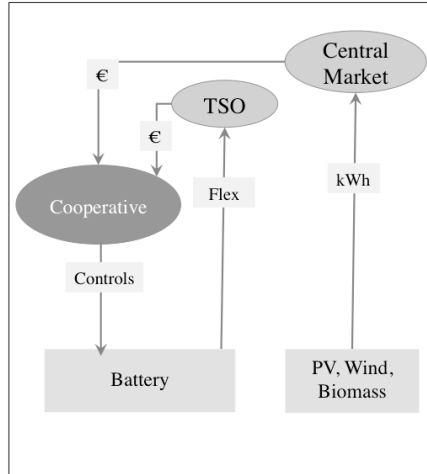 Central
Market
€
TSO
€
Cooperative
Flex
kWh
Controls
Battery
PV, Wind,
Biomass